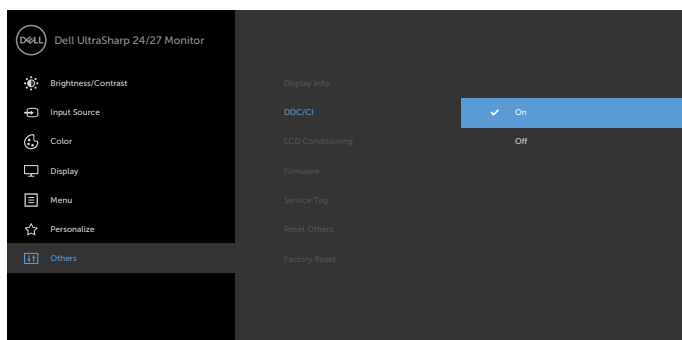 DELL
Dell UltraSharp 24/27 Monitor
Brightness/Contrast
Input Source
Color
Display
Menu
Personalize
Others
Display Info
DDC/CI
LCD Conditioning
Firmware
Service Tag
Reset Others
Factory Reset
On
Off